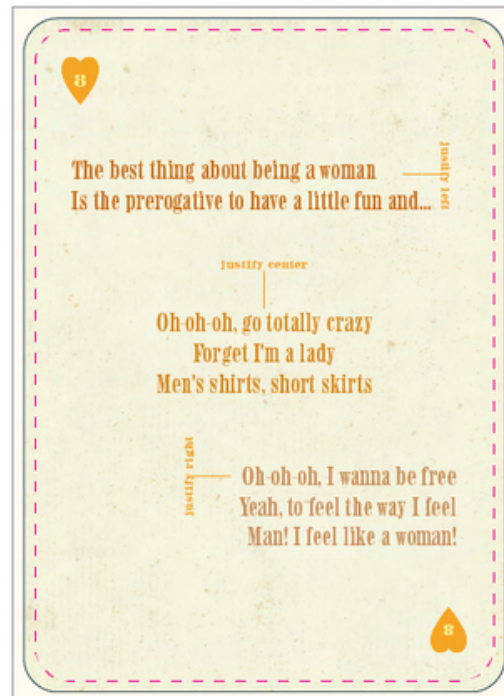 8
The best thing about being a woman
Is the prerogative to have a little fun and...
justify left
justify center
Oh-oh-oh, go totally crazy
Forget I'm a lady
Men's shirts, short skirts
justify right
Oh-oh-oh, I wanna be free
Yeah, to feel the way I feel
Man! I feel like a woman!
8